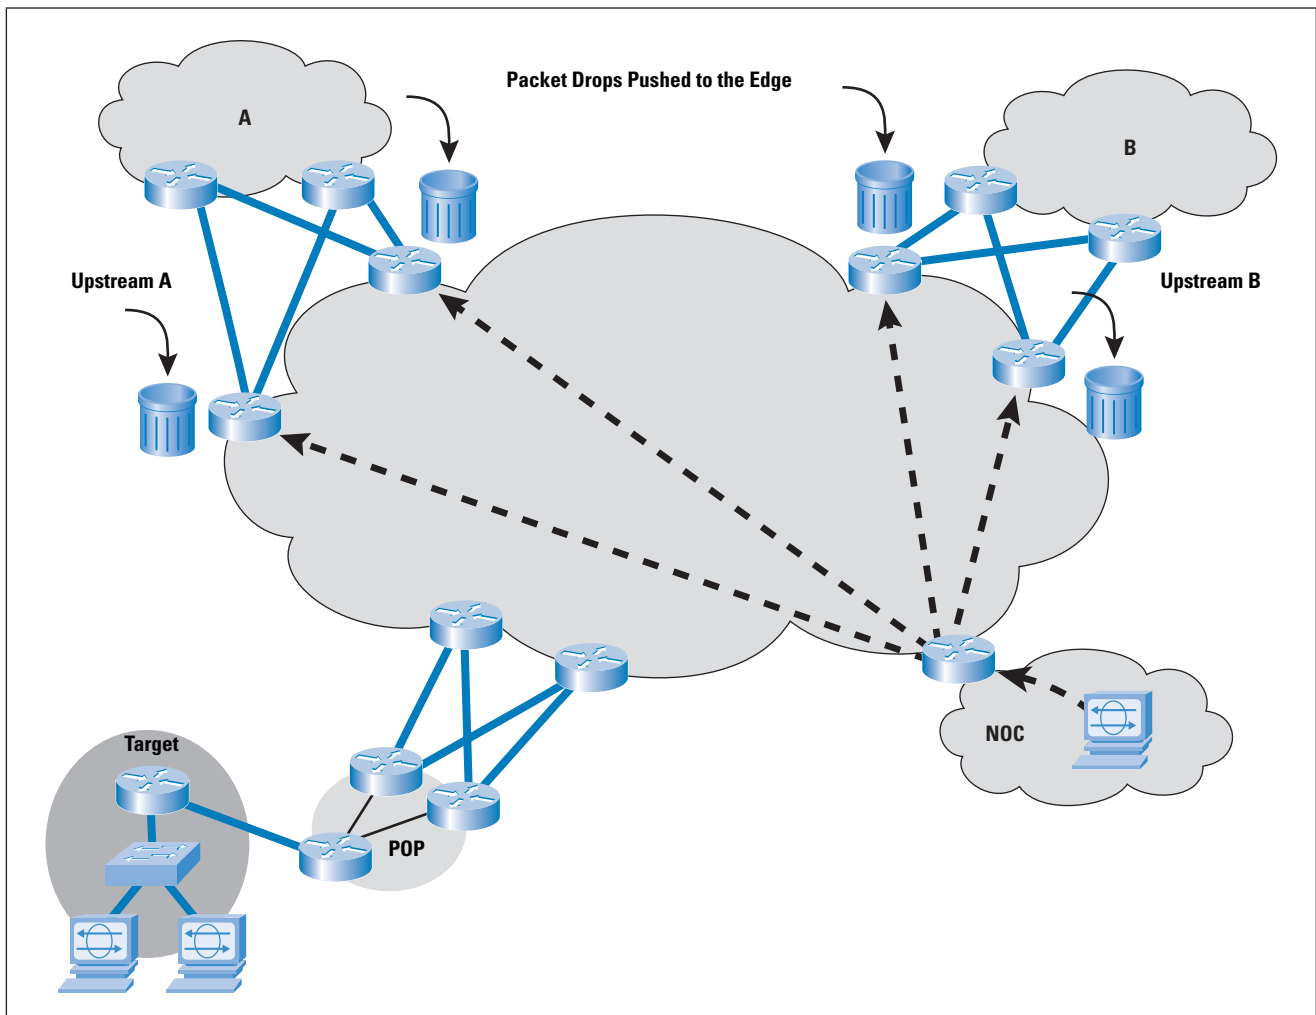 Packet Drops Pushed to the Edge
A
B
Upstream A
Upstream B
NOC
Target
POP